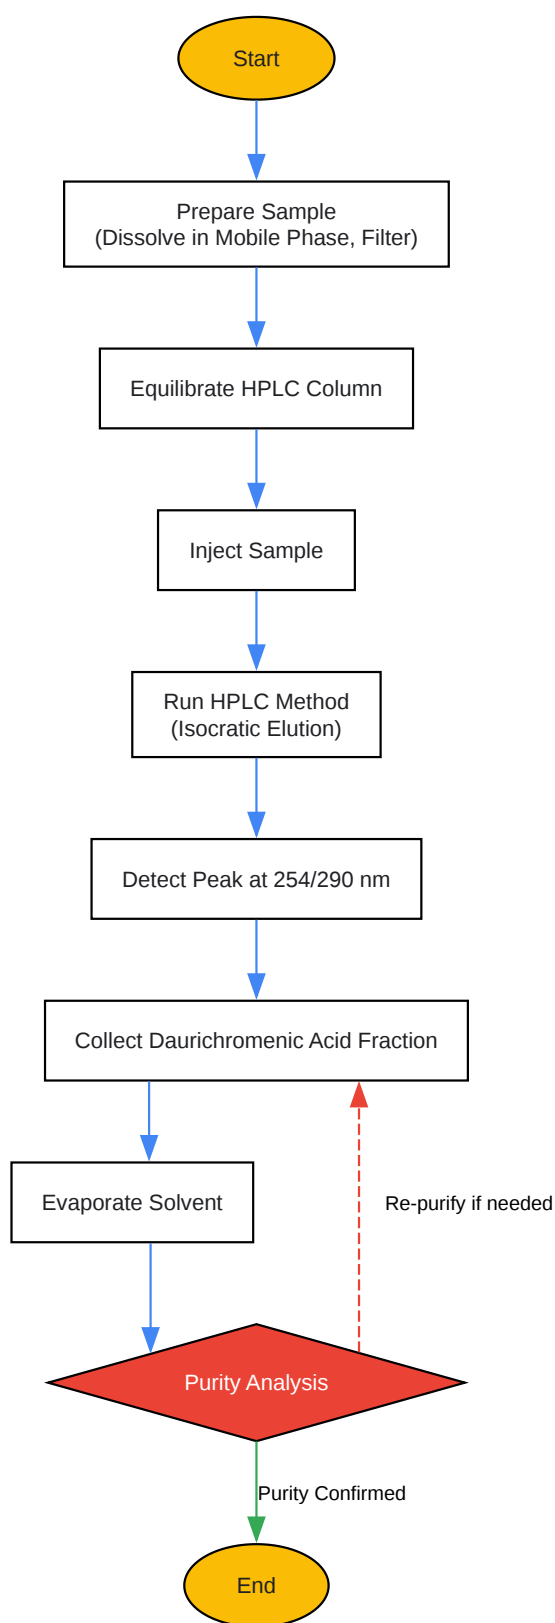 Start
Prepare Sample
(Dissolve in Mobile Phase, Filter)
Equilibrate HPLC Column
Inject Sample
Run HPLC Method
(Isocratic Elution)
Detect Peak at 254/290 nm
Collect Daurichromenic Acid Fraction
Evaporate Solvent
Re-purify if needed
Purity Analysis
Purity Confirmed
End